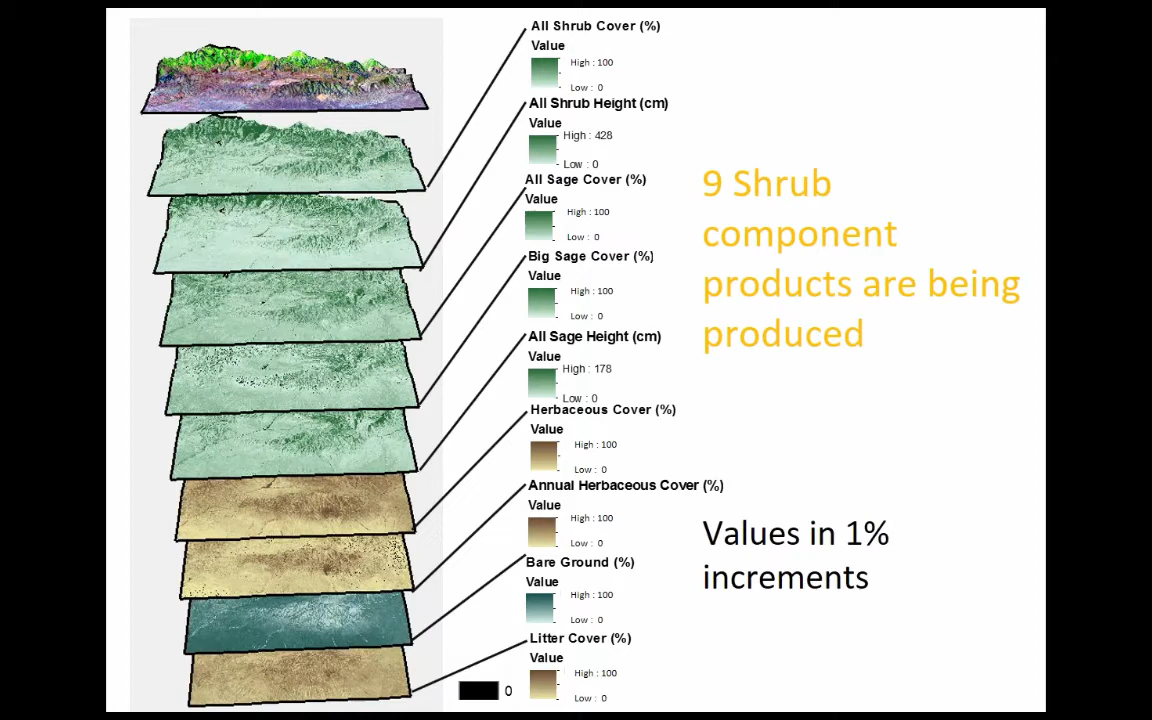 All Shrub Cover (%)
Value
High : 100
Low : 0
All Shrub Height (cm)
Value
High : 428
Low : 0
All Sage Cover (%)
Value
High : 100
Low : 0
Big Sage Cover (%)
Value
High : 100
Low : 0
All Sage Height (cm)
Value
High : 178
Low : 0
Herbaceous Cover (%)
Value
High : 100
Low : 0
Annual Herbaceous Cover (%)
Value
High : 100
Low : 0
Bare Ground (%)
Value
High : 100
Low : 0
Litter Cover (%)
Value
High : 100
Low : 0
0
9 Shrub
component
products are being
produced
Values in 1%
increments